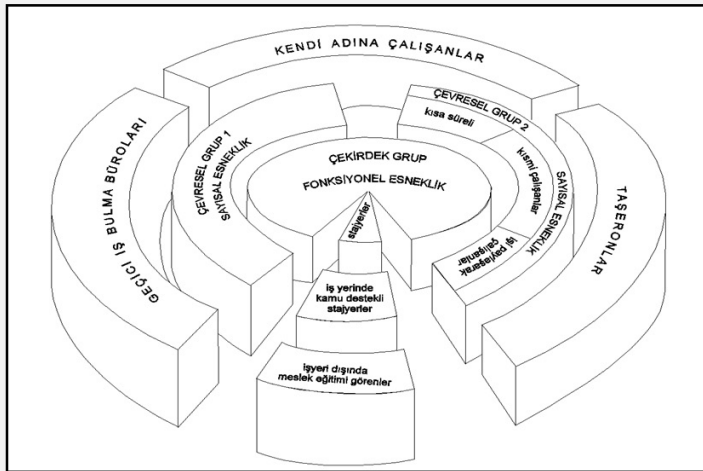 KENDİ ADINA ÇALIŞANLAR
GEÇİCİ İŞ BULMA BÜROLARI
TAŞERONLAR
ÇEVRESEL GRUP 1
SAYISAL ESNEKLİK
ÇEVRESEL GRUP 2
SAYISAL ESNEKLİK
kısa süreli
kısmi çalışanlar
işi paylaşarak
çalışanlar
ÇEKİRDEK GRUP
FONKSİYONEL ESNEKLİK
stajyerler
iş yerinde
kamu destekli
stajyerler
işyeri dışında
meslek eğitimi görenler